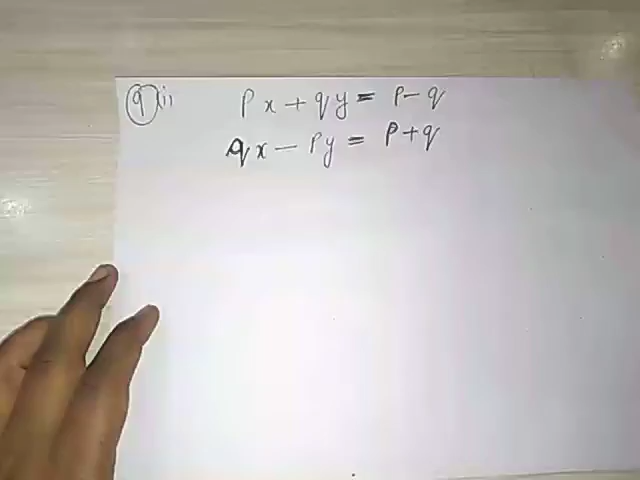 9 (ii Px + qy = P - q
qx - Py = P + q